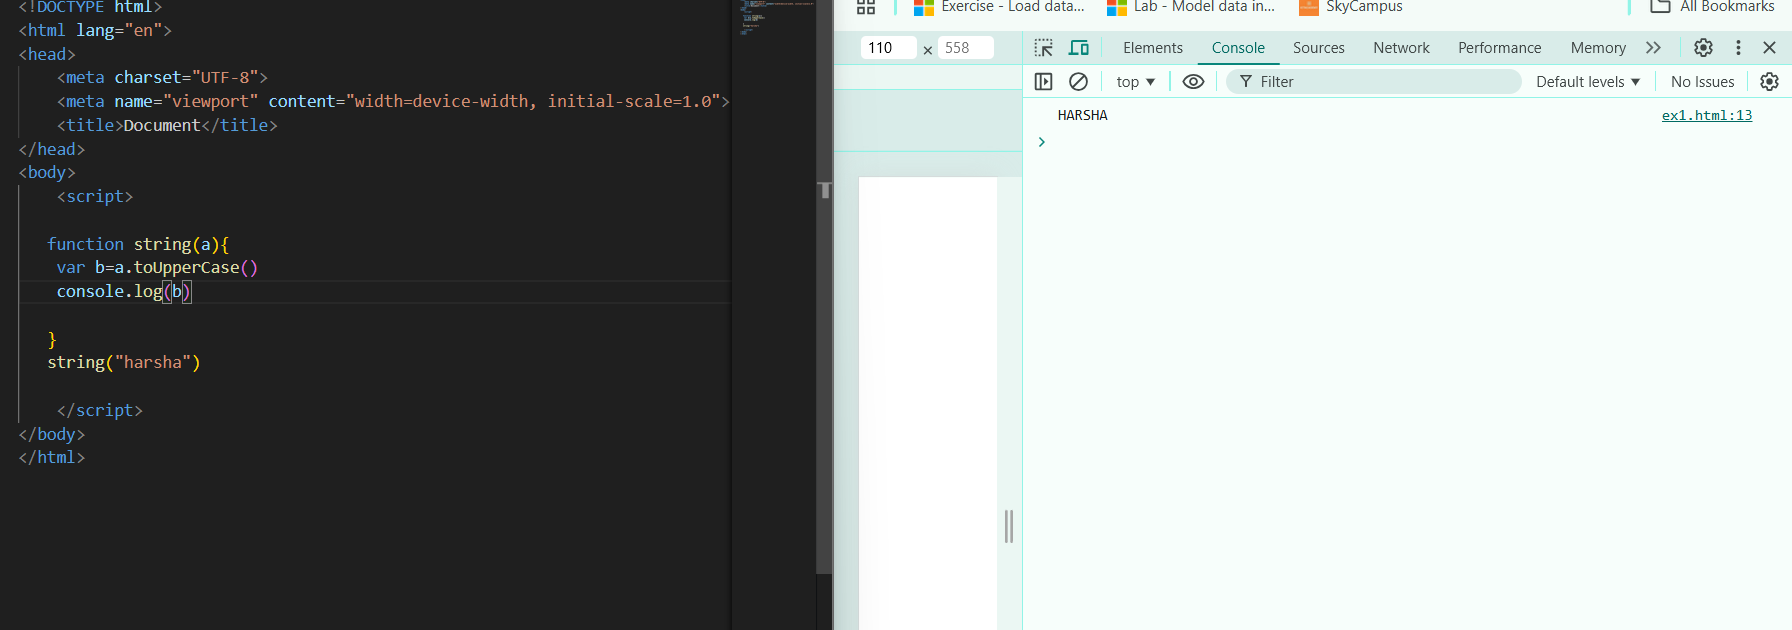 <!DOCTYPE html>
<html lang="en">
<head>
<meta charset="UTF-8">
<meta name="viewport" content="width=device-width, initial-scale=1.0">
<title>Document</title>
</head>
<body>
<script>
function string(a){
var b=a.toUpperCase()
console.log(b)
}
string("harsha")
</script>
</body>
</html>
Exercise - Load data... Lab - Model data in... SkyCampus All Bookmarks
110 × 558 Elements Console Sources Network Performance Memory
top Filter Default levels No Issues
HARSHA ex1.html:13